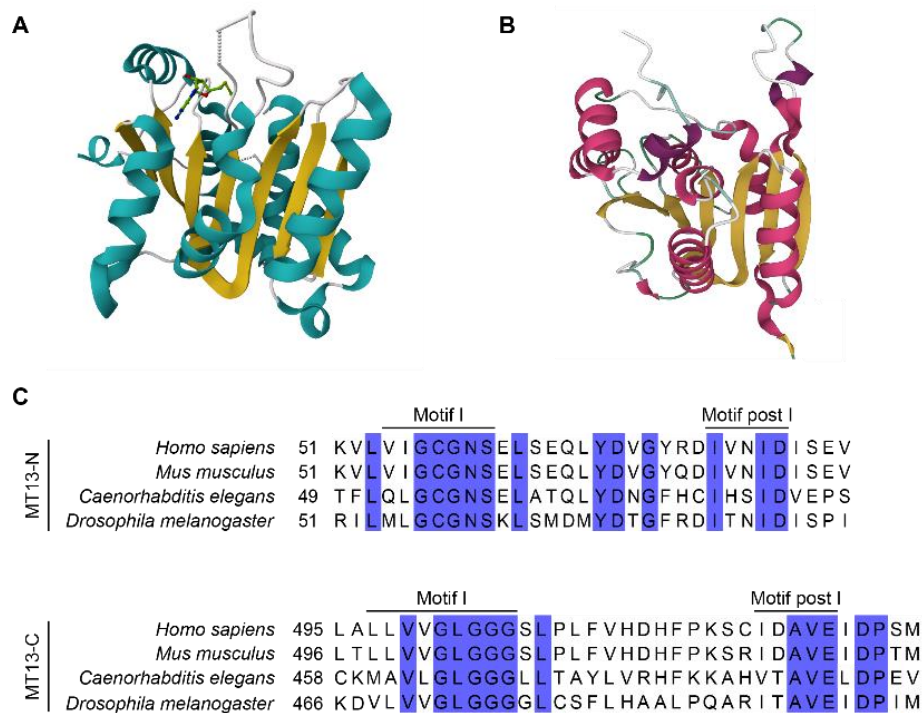 A
B
C
Motif I Motif post I
MT13-N
Homo sapiens 51 K V L V I G C G N S E L S E Q L Y D V G Y R D I V N I D I S E V
Mus musculus 51 K V L V I G C G N S E L S E Q L Y D V G Y Q D I V N I D I S E V
Caenorhabditis elegans 49 T F L Q L G C G N S E L A T Q L Y D N G F H C I H S I D V E P S
Drosophila melanogaster 51 R I L M L G C G N S K L S M D M Y D T G F R D I T N I D I S P I
Motif I Motif post I
MT13-C
Homo sapiens 495 L A L L V V G L G G G S L P L F V H D H F P K S C I D A V E I D P S M
Mus musculus 496 L T L L V V G L G G G S L P L F V H D H F P K S R I D A V E I D P T M
Caenorhabditis elegans 458 C K M A V L G L G G G L L T A Y L V R H F K K A H V T A V E L D P E V
Drosophila melanogaster 466 K D V L V V G L G G G G L C S F L H A A L P Q A R I T A V E I D P I M